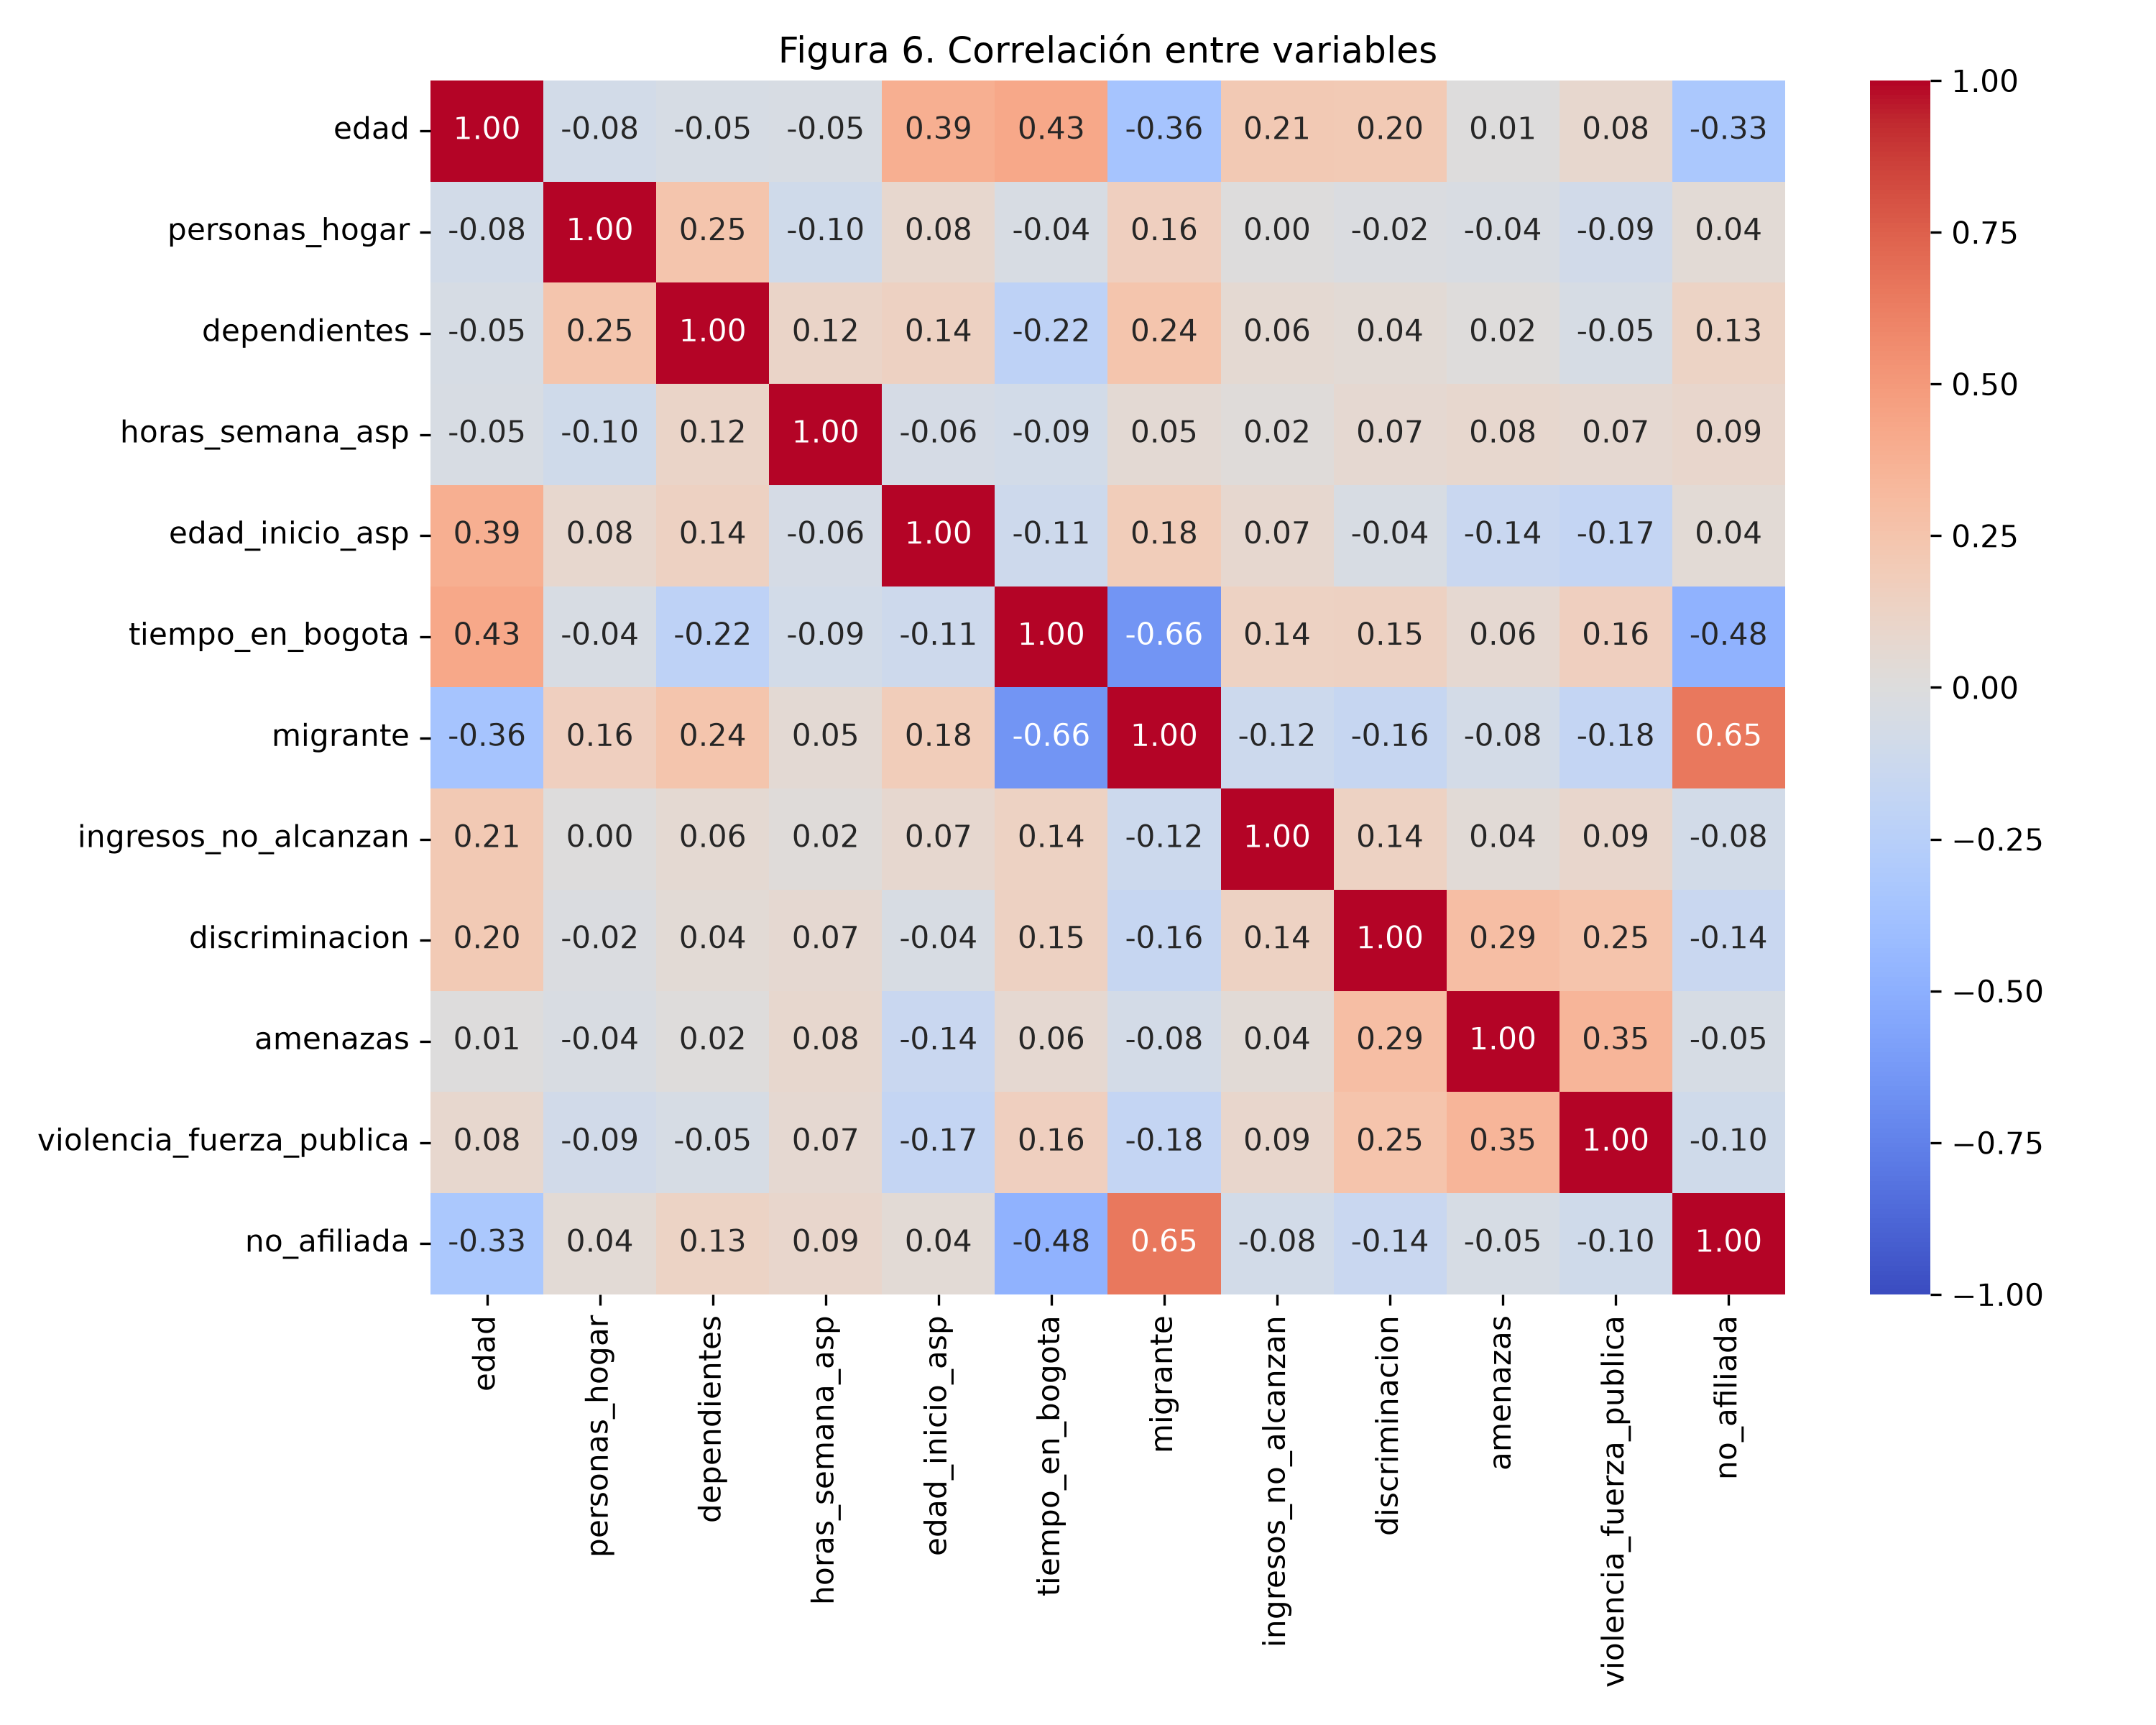 Figura 6. Correlación entre variables
edad 1.00 -0.08 -0.05 -0.05 0.39 0.43 -0.36 0.21 0.20 0.01 0.08 -0.33
personas_hogar -0.08 1.00 0.25 -0.10 0.08 -0.04 0.16 0.00 -0.02 -0.04 -0.09 0.04
dependientes -0.05 0.25 1.00 0.12 0.14 -0.22 0.24 0.06 0.04 0.02 -0.05 0.13
horas_semana_asp -0.05 -0.10 0.12 1.00 -0.06 -0.09 0.05 0.02 0.07 0.08 0.07 0.09
edad_inicio_asp 0.39 0.08 0.14 -0.06 1.00 -0.11 0.18 0.07 -0.04 -0.14 -0.17 0.04
tiempo_en_bogota 0.43 -0.04 -0.22 -0.09 -0.11 1.00 -0.66 0.14 0.15 0.06 0.16 -0.48
migrante -0.36 0.16 0.24 0.05 0.18 -0.66 1.00 -0.12 -0.16 -0.08 -0.18 0.65
ingresos_no_alcanzan 0.21 0.00 0.06 0.02 0.07 0.14 -0.12 1.00 0.14 0.04 0.09 -0.08
discriminacion 0.20 -0.02 0.04 0.07 -0.04 0.15 -0.16 0.14 1.00 0.29 0.25 -0.14
amenazas 0.01 -0.04 0.02 0.08 -0.14 0.06 -0.08 0.04 0.29 1.00 0.35 -0.05
violencia_fuerza_publica 0.08 -0.09 -0.05 0.07 -0.17 0.16 -0.18 0.09 0.25 0.35 1.00 -0.10
no_afiliada -0.33 0.04 0.13 0.09 0.04 -0.48 0.65 -0.08 -0.14 -0.05 -0.10 1.00
edad
personas_hogar
dependientes
horas_semana_asp
edad_inicio_asp
tiempo_en_bogota
migrante
ingresos_no_alcanzan
discriminacion
amenazas
violencia_fuerza_publica
no_afiliada
1.00
0.75
0.50
0.25
0.00
−0.25
−0.50
−0.75
−1.00